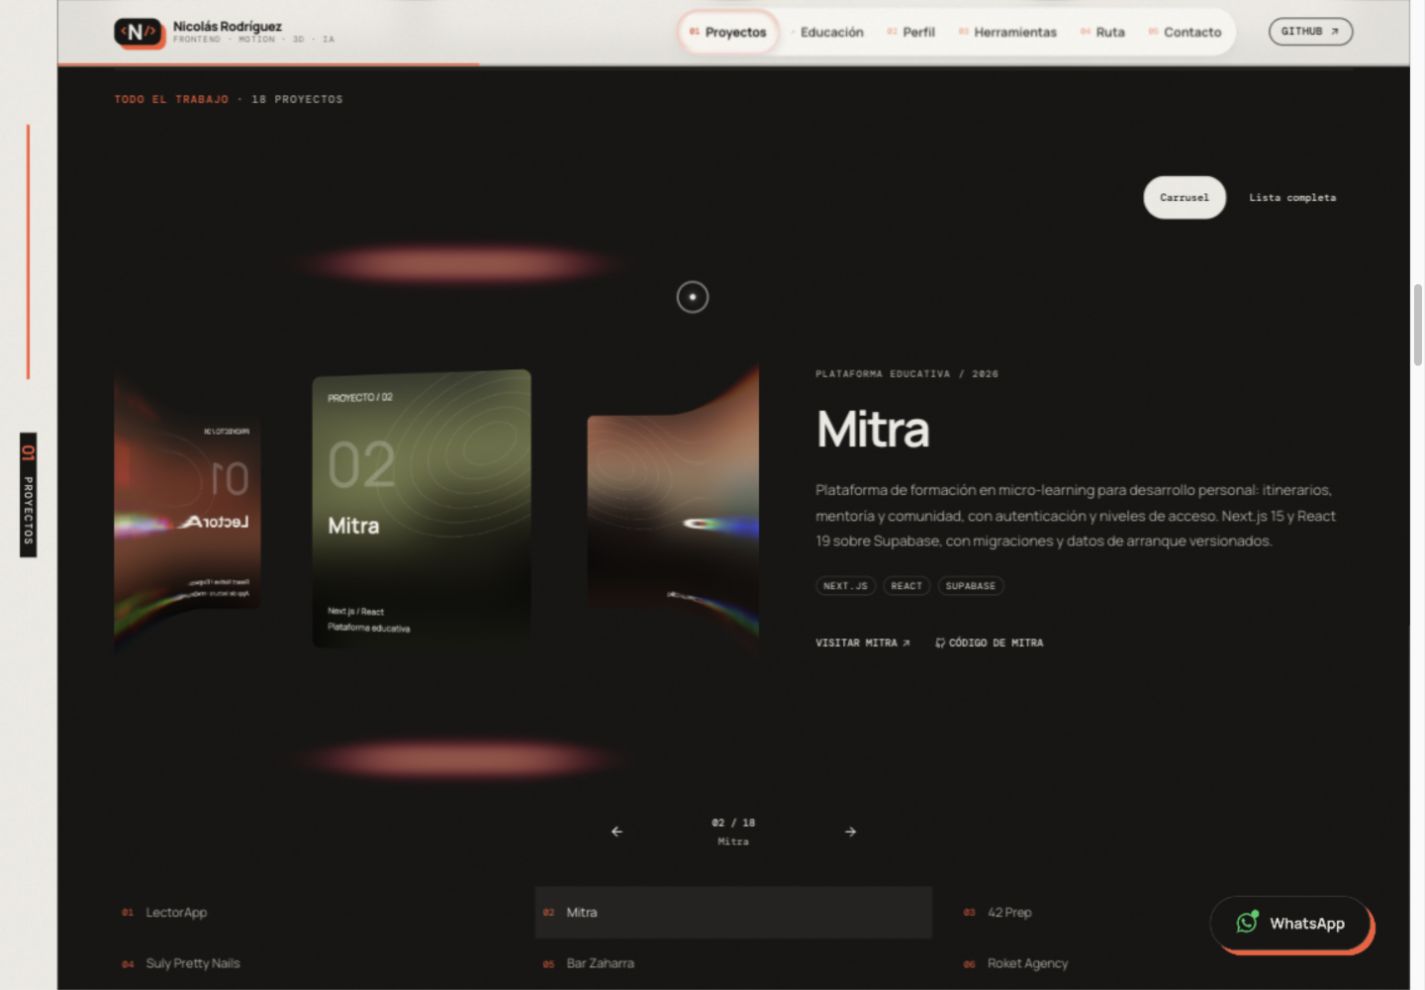 <N/>
Nicolás Rodríguez
FRONTEND · MOTION · 3D · IA
01 Proyectos
Educación
02 Perfil
03 Herramientas
04 Ruta
05 Contacto
GITHUB ↗
TODO EL TRABAJO · 18 PROYECTOS
Carrusel
Lista completa
01 PROYECTOS
01
LectorApp
PROYECTO / 02
02
Mitra
Next.js / React
Plataforma educativa
PLATAFORMA EDUCATIVA / 2026
Mitra
Plataforma de formación en micro-learning para desarrollo personal: itinerarios,
mentoría y comunidad, con autenticación y niveles de acceso. Next.js 15 y React
19 sobre Supabase, con migraciones y datos de arranque versionados.
NEXT.JS
REACT
SUPABASE
VISITAR MITRA ↗
CÓDIGO DE MITRA
← 02 / 18 →
Mitra
01 LectorApp
02 Mitra
03 42 Prep
04 Suly Pretty Nails
05 Bar Zaharra
06 Roket Agency
WhatsApp